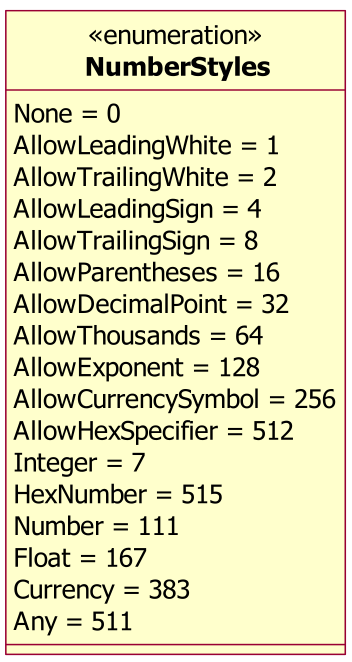 «enumeration»
NumberStyles
None = 0
AllowLeadingWhite = 1
AllowTrailingWhite = 2
AllowLeadingSign = 4
AllowTrailingSign = 8
AllowParentheses = 16
AllowDecimalPoint = 32
AllowThousands = 64
AllowExponent = 128
AllowCurrencySymbol = 256
AllowHexSpecifier = 512
Integer = 7
HexNumber = 515
Number = 111
Float = 167
Currency = 383
Any = 511